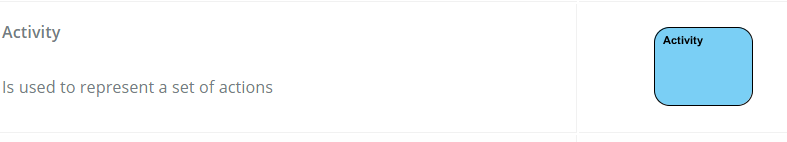 Activity
Is used to represent a set of actions
Activity